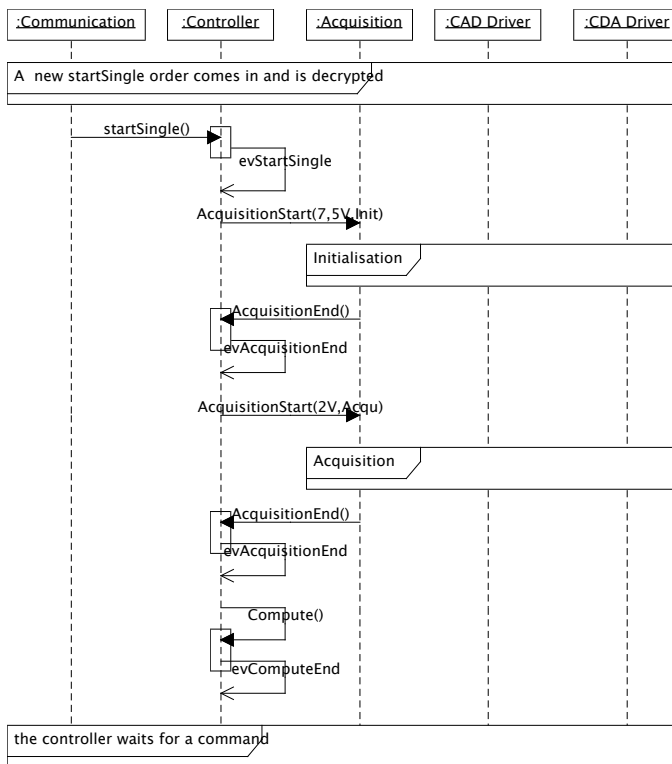 :Communication
:Controller
:Acquisition
:CAD Driver
:CDA Driver
A new startSingle order comes in and is decrypted
startSingle()
evStartSingle
AcquisitionStart(7,5V,Init)
Initialisation
AcquisitionEnd()
evAcquisitionEnd
AcquisitionStart(2V,Acqu)
Acquisition
AcquisitionEnd()
evAcquisitionEnd
Compute()
evComputeEnd
the controller waits for a command